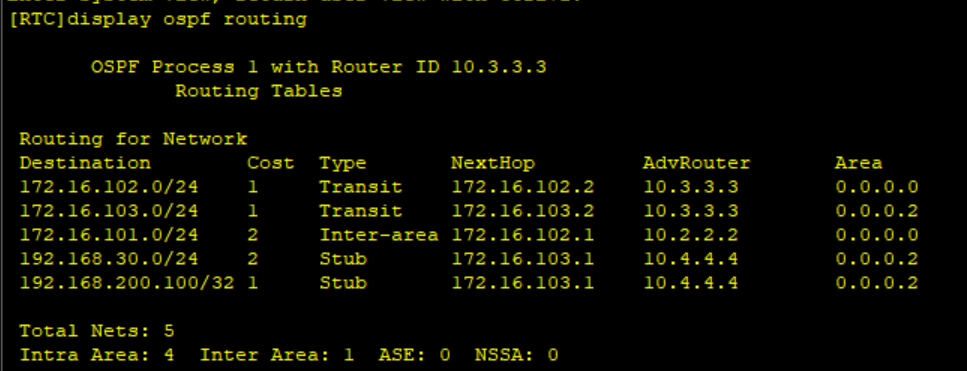 [RTC]display ospf routing
OSPF Process 1 with Router ID 10.3.3.3
Routing Tables
Routing for Network
Destination Cost Type NextHop AdvRouter Area
172.16.102.0/24 1 Transit 172.16.102.2 10.3.3.3 0.0.0.0
172.16.103.0/24 1 Transit 172.16.103.2 10.3.3.3 0.0.0.2
172.16.101.0/24 2 Inter-area 172.16.102.1 10.2.2.2 0.0.0.0
192.168.30.0/24 2 Stub 172.16.103.1 10.4.4.4 0.0.0.2
192.168.200.100/32 1 Stub 172.16.103.1 10.4.4.4 0.0.0.2
Total Nets: 5
Intra Area: 4 Inter Area: 1 ASE: 0 NSSA: 0